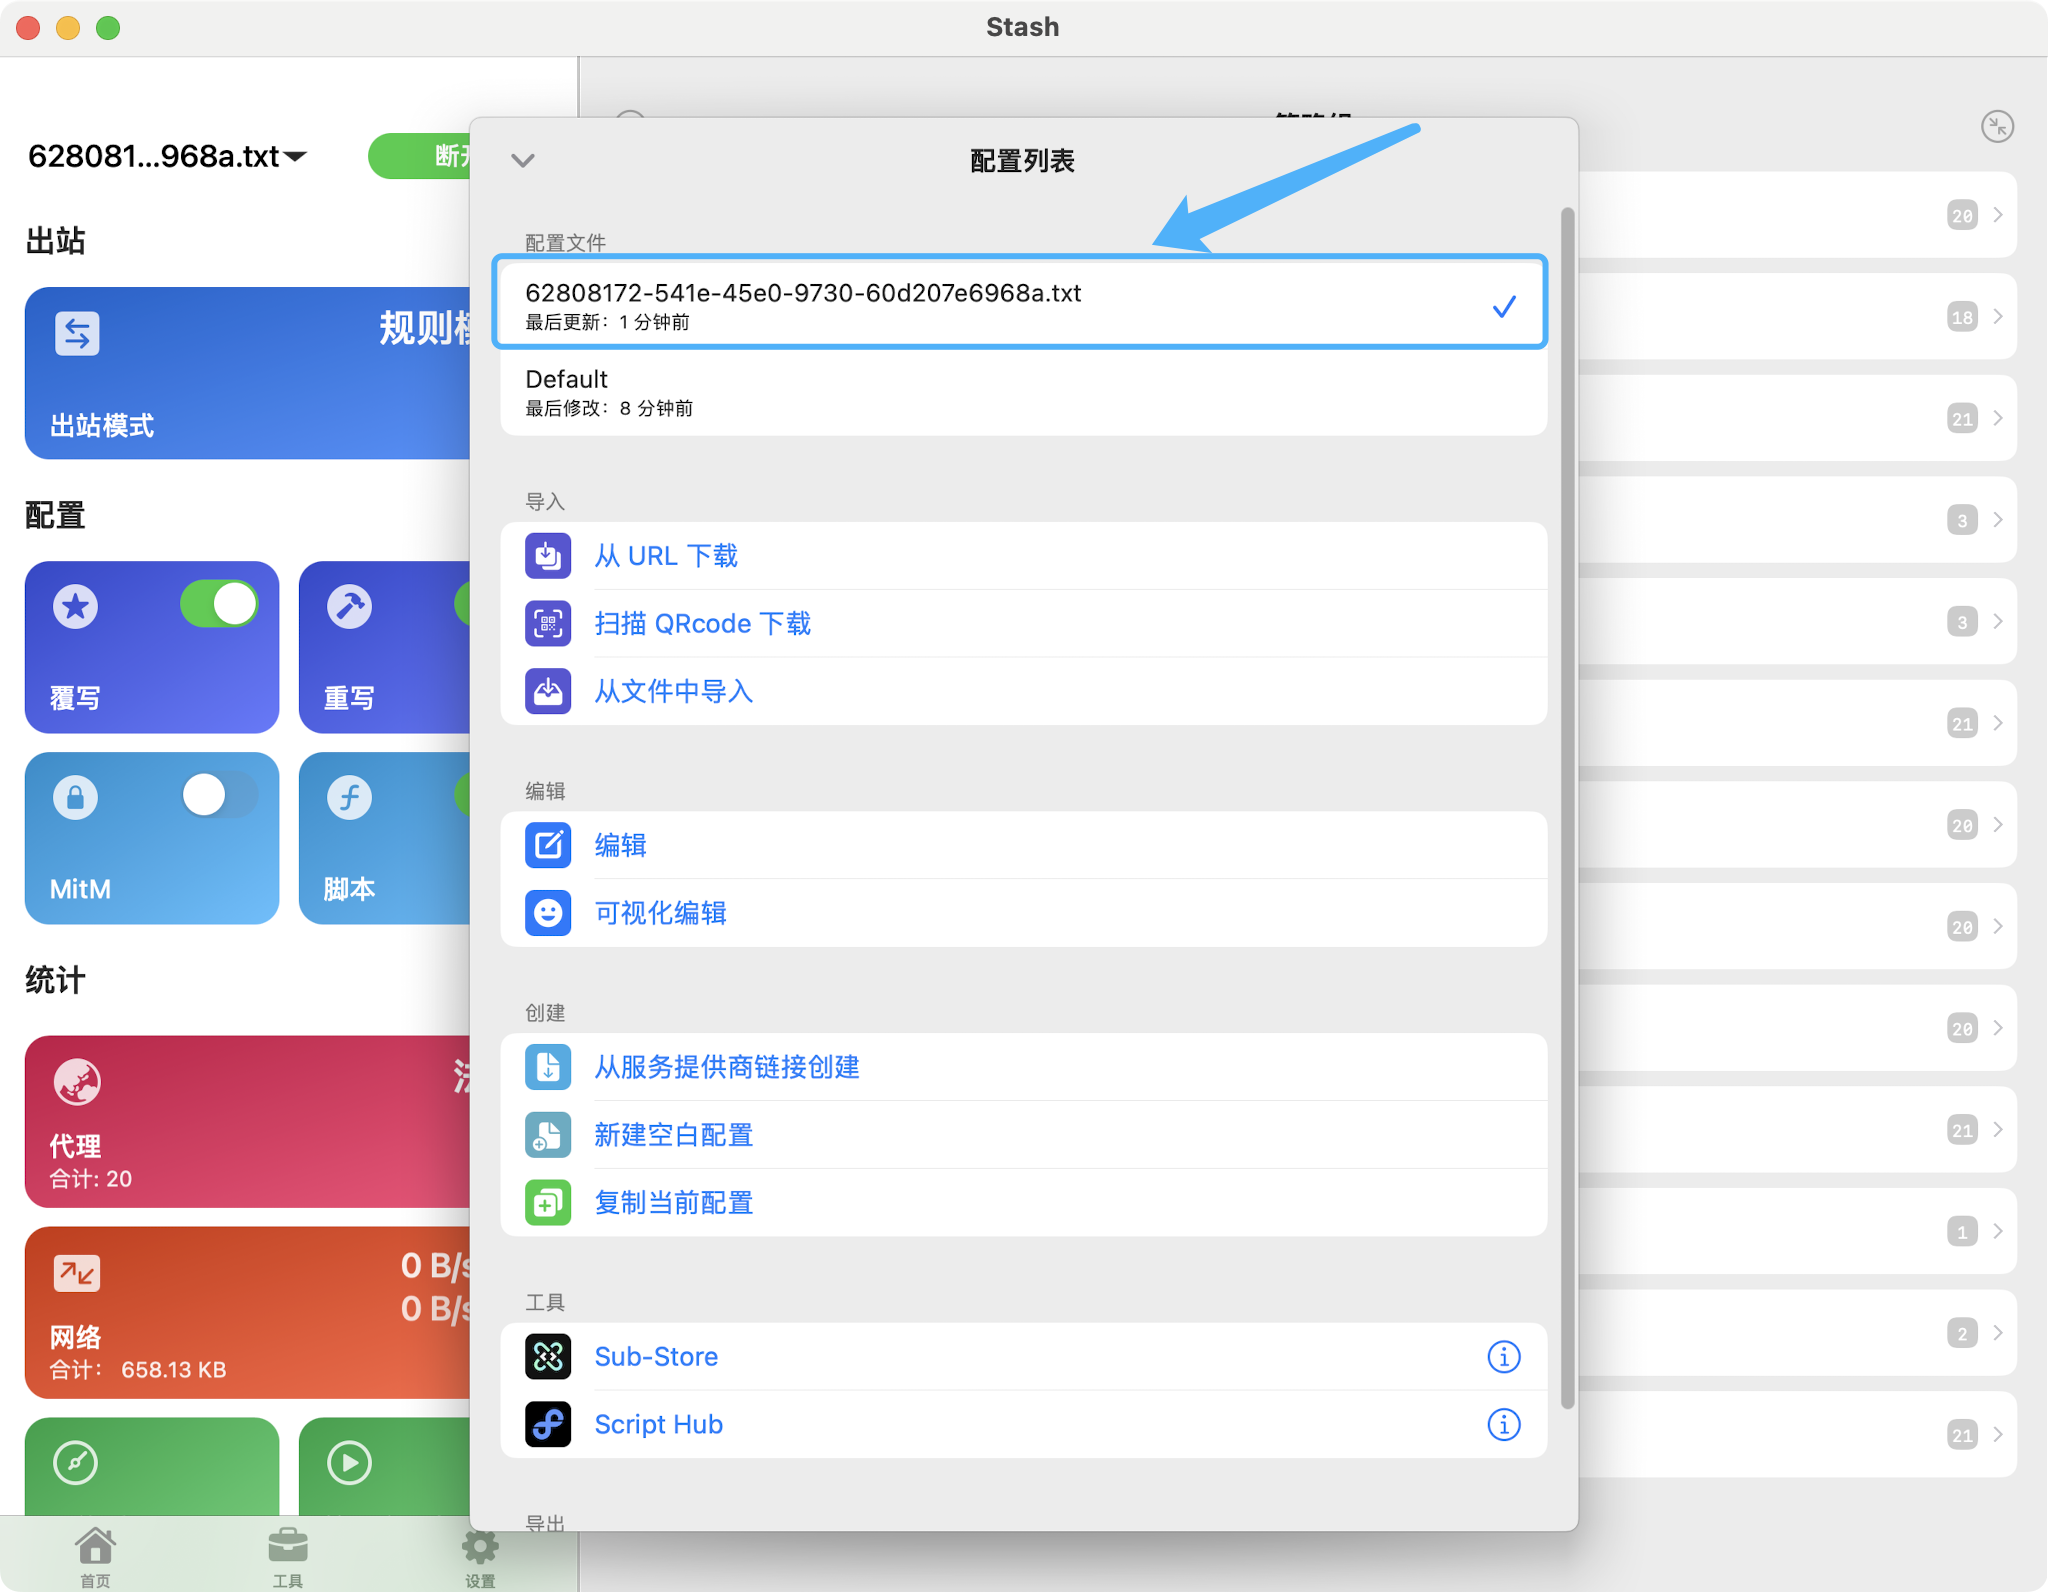 Stash
628081...968a.txt
断开
出站
规则模
出站模式
配置
覆写
重写
MitM
脚本
统计
代理
合计: 20
0 B/s
0 B/s
网络
合计： 658.13 KB
首页
工具
设置
配置列表
配置文件
62808172-541e-45e0-9730-60d207e6968a.txt
最后更新：1 分钟前
Default
最后修改：8 分钟前
导入
从 URL 下载
扫描 QRcode 下载
从文件中导入
编辑
编辑
可视化编辑
创建
从服务提供商链接创建
新建空白配置
复制当前配置
工具
Sub-Store
Script Hub
导出
20
18
21
3
3
21
20
20
20
21
1
2
21